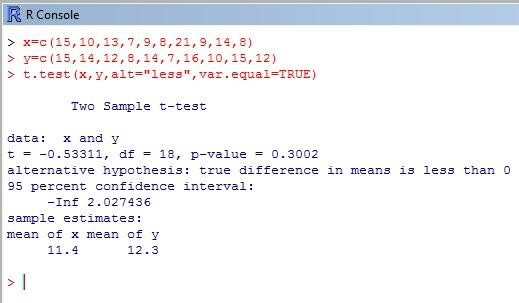 R Console
> x=c(15,10,13,7,9,8,21,9,14,8)
> y=c(15,14,12,8,14,7,16,10,15,12)
> t.test(x,y,alt="less",var.equal=TRUE)
Two Sample t-test
data:  x and y
t = -0.53311, df = 18, p-value = 0.3002
alternative hypothesis: true difference in means is less than 0
95 percent confidence interval:
-Inf 2.027436
sample estimates:
mean of x mean of y
11.4      12.3
>